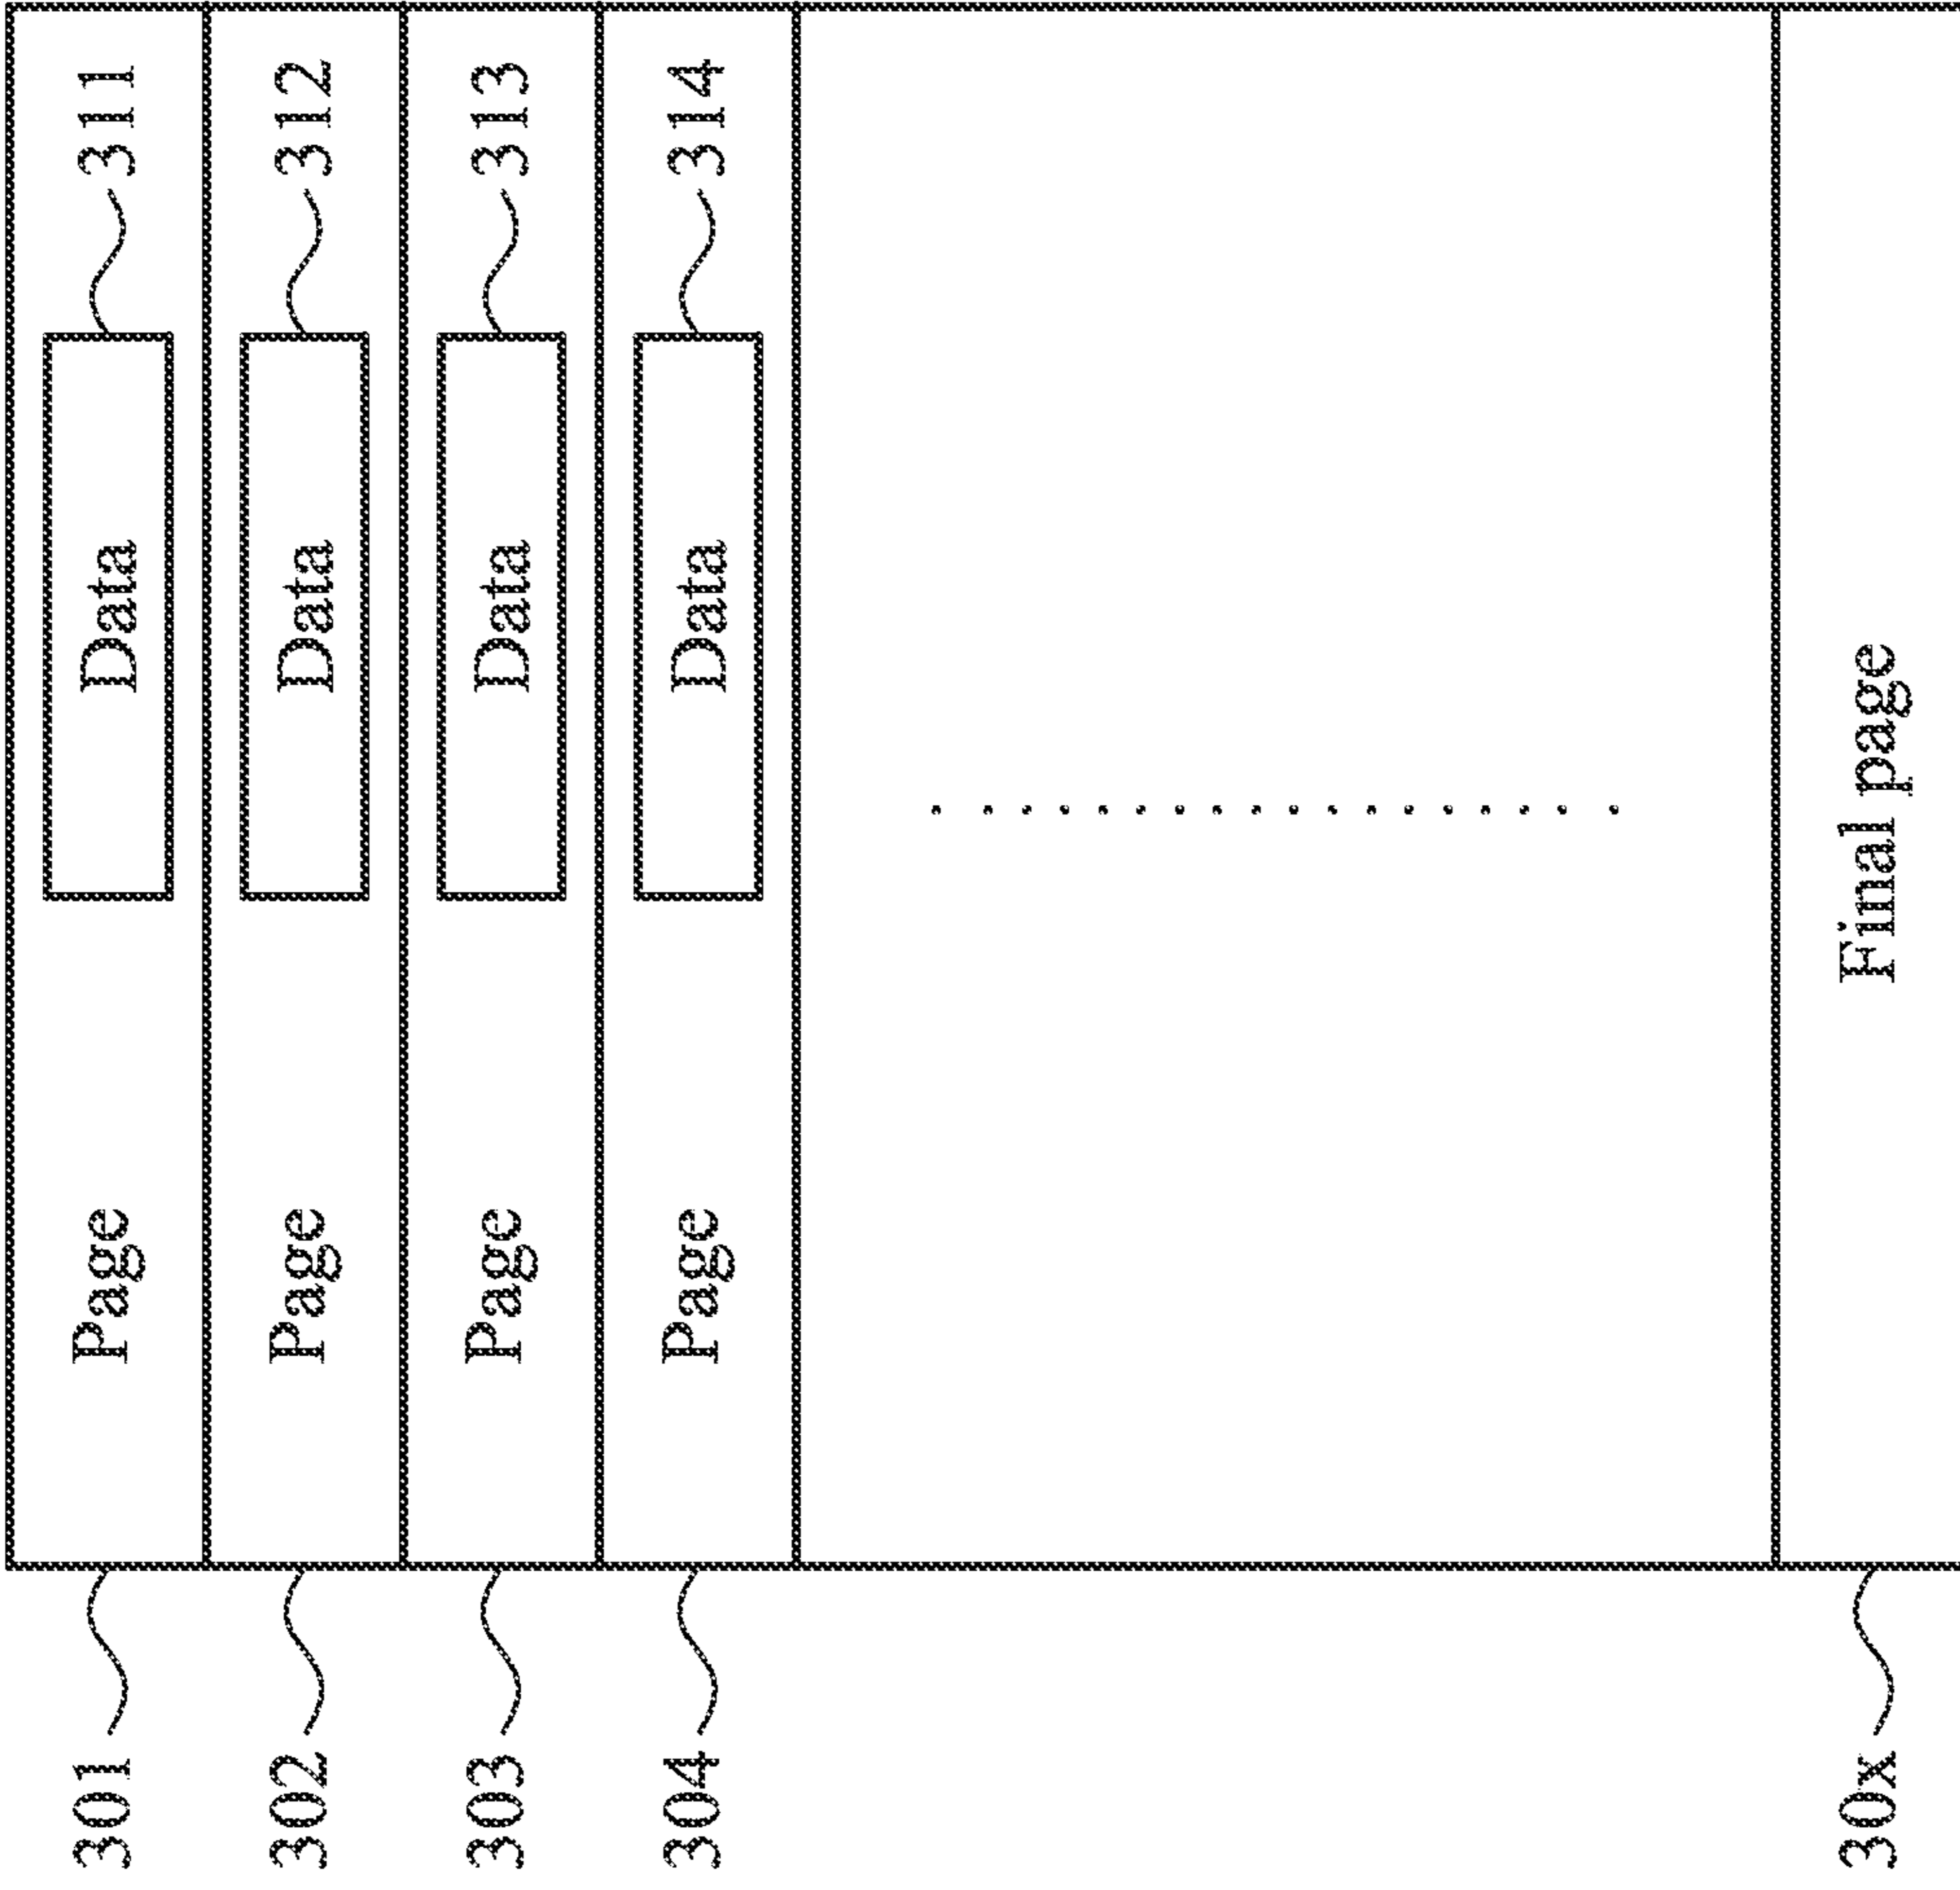 301 Page Data 311
302 Page Data 312
303 Page Data 313
304 Page Data 314
30x Final page